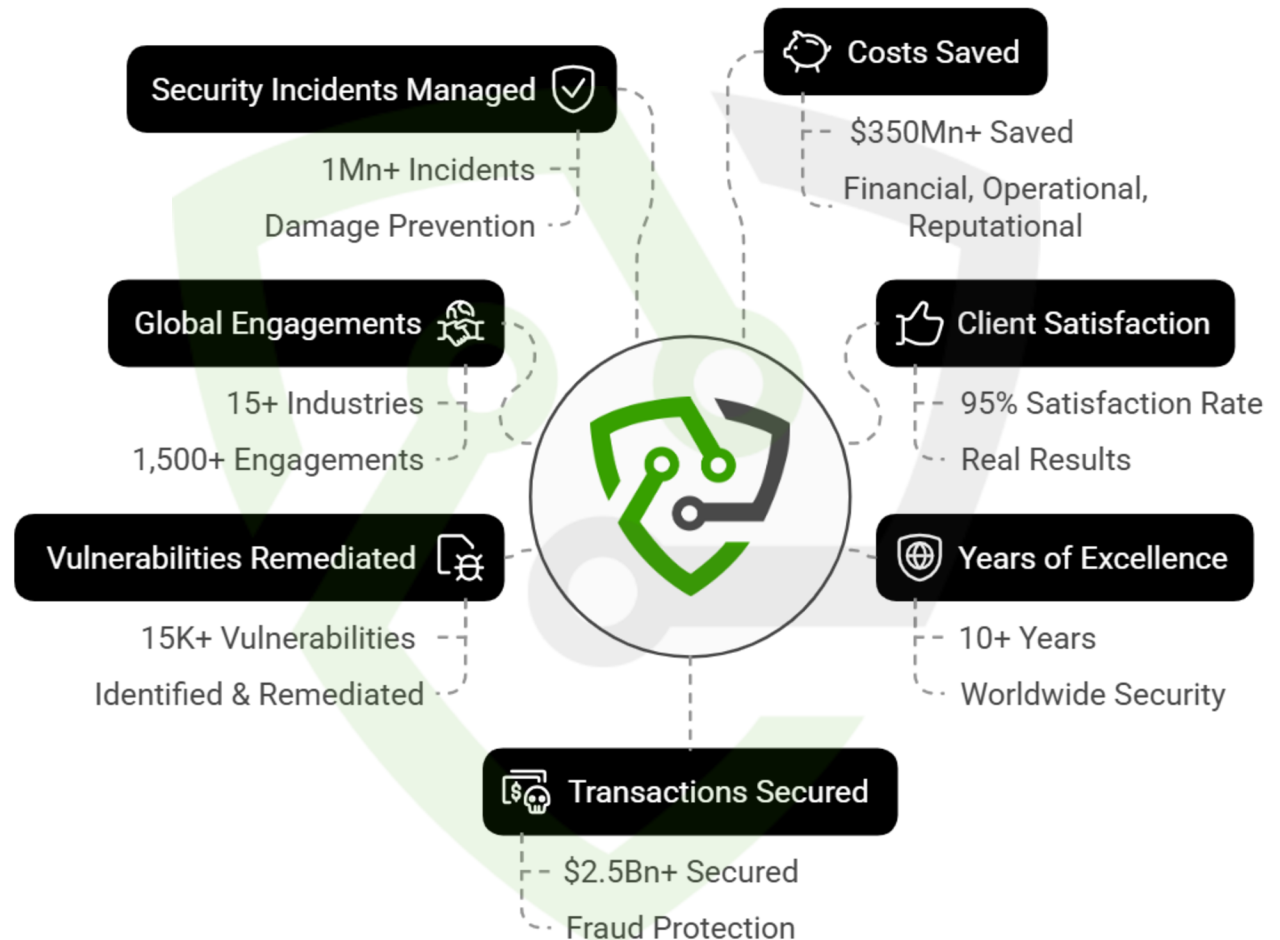 Security Incidents Managed
1Mn+ Incidents
Damage Prevention
Costs Saved
$350Mn+ Saved
Financial, Operational,
Reputational
Global Engagements
15+ Industries
1,500+ Engagements
Client Satisfaction
95% Satisfaction Rate
Real Results
Vulnerabilities Remediated
15K+ Vulnerabilities
Identified & Remediated
Years of Excellence
10+ Years
Worldwide Security
Transactions Secured
$2.5Bn+ Secured
Fraud Protection